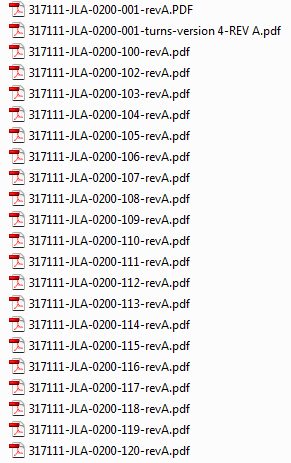 317111-JLA-0200-001-revA.PDF
317111-JLA-0200-001-turns-version 4-REV A.pdf
317111-JLA-0200-100-revA.pdf
317111-JLA-0200-102-revA.pdf
317111-JLA-0200-103-revA.pdf
317111-JLA-0200-104-revA.pdf
317111-JLA-0200-105-revA.pdf
317111-JLA-0200-106-revA.pdf
317111-JLA-0200-107-revA.pdf
317111-JLA-0200-108-revA.pdf
317111-JLA-0200-109-revA.pdf
317111-JLA-0200-110-revA.pdf
317111-JLA-0200-111-revA.pdf
317111-JLA-0200-112-revA.pdf
317111-JLA-0200-113-revA.pdf
317111-JLA-0200-114-revA.pdf
317111-JLA-0200-115-revA.pdf
317111-JLA-0200-116-revA.pdf
317111-JLA-0200-117-revA.pdf
317111-JLA-0200-118-revA.pdf
317111-JLA-0200-119-revA.pdf
317111-JLA-0200-120-revA.pdf